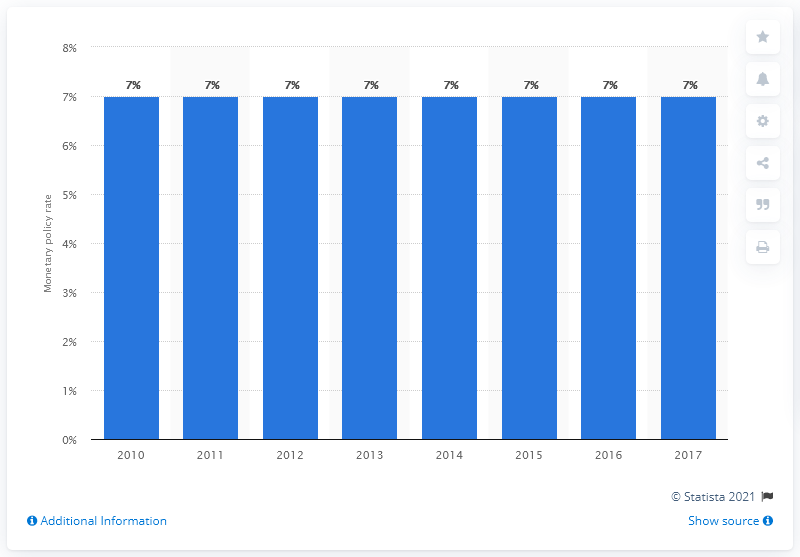 8%
7% 7% 7% 7% 7% 7% 7% 7%
7%
6%
5%
4%
3%
2%
1%
0%
Monetary policy rate
2010 2011 2012 2013 2014 2015 2016 2017
© Statista 2021
Additional Information
Show source